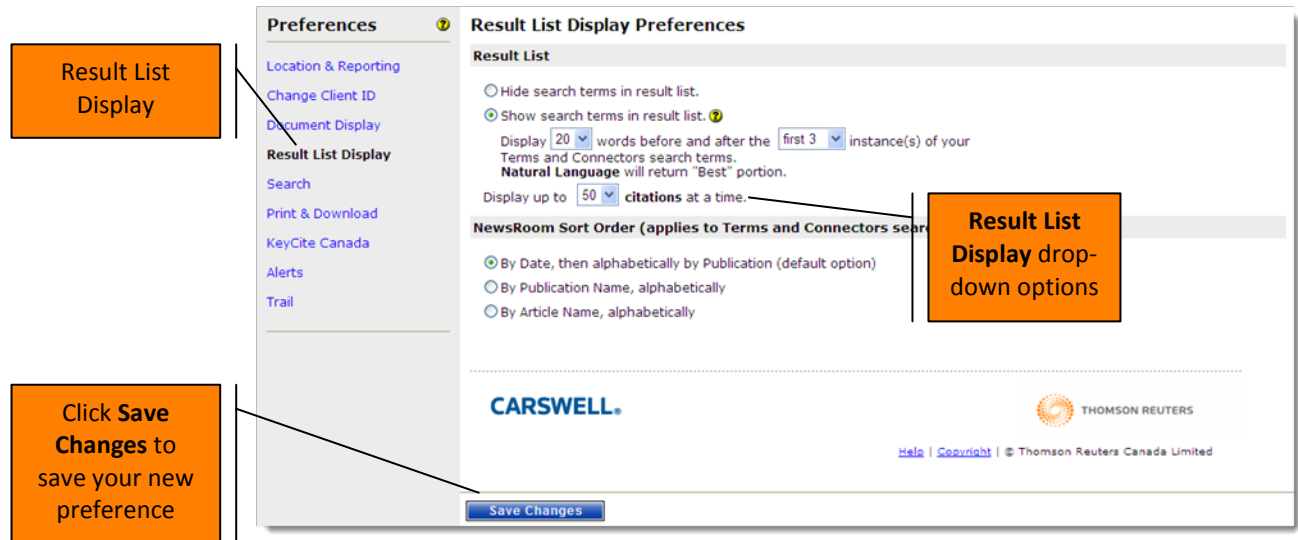 Preferences
Location & Reporting
Change Client ID
Document Display
Result List Display
Search
Print & Download
KeyCite Canada
Alerts
Trail
Result List Display Preferences
Result List
Hide search terms in result list.
Show search terms in result list.
Display 20 words before and after the first 3 instance(s) of your
Terms and Connectors search terms.
Natural Language will return "Best" portion.
Display up to 50 citations at a time.
NewsRoom Sort Order (applies to Terms and Connectors sear
By Date, then alphabetically by Publication (default option)
By Publication Name, alphabetically
By Article Name, alphabetically
CARSWELL®
THOMSON REUTERS
Help | Copyright | © Thomson Reuters Canada Limited
Save Changes
Result List
Display
Result List
Display drop-
down options
Click Save
Changes to
save your new
preference